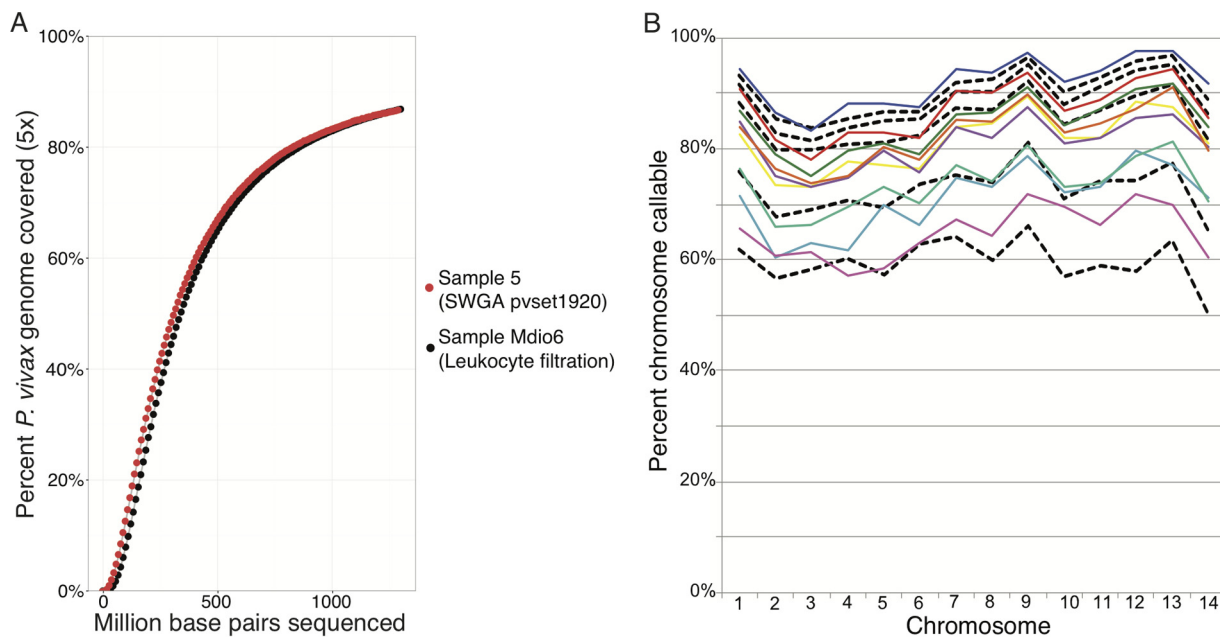 A
100%
80%
60%
40%
20%
0%
Percent P. vivax genome covered (5x)
0
500
1000
Million base pairs sequenced
Sample 5
(SWGA pvset1920)
Sample Mdio6
(Leukocyte filtration)
B
100%
80%
60%
40%
20%
0%
Percent chromosome callable
1 2 3 4 5 6 7 8 9 10 11 12 13 14
Chromosome